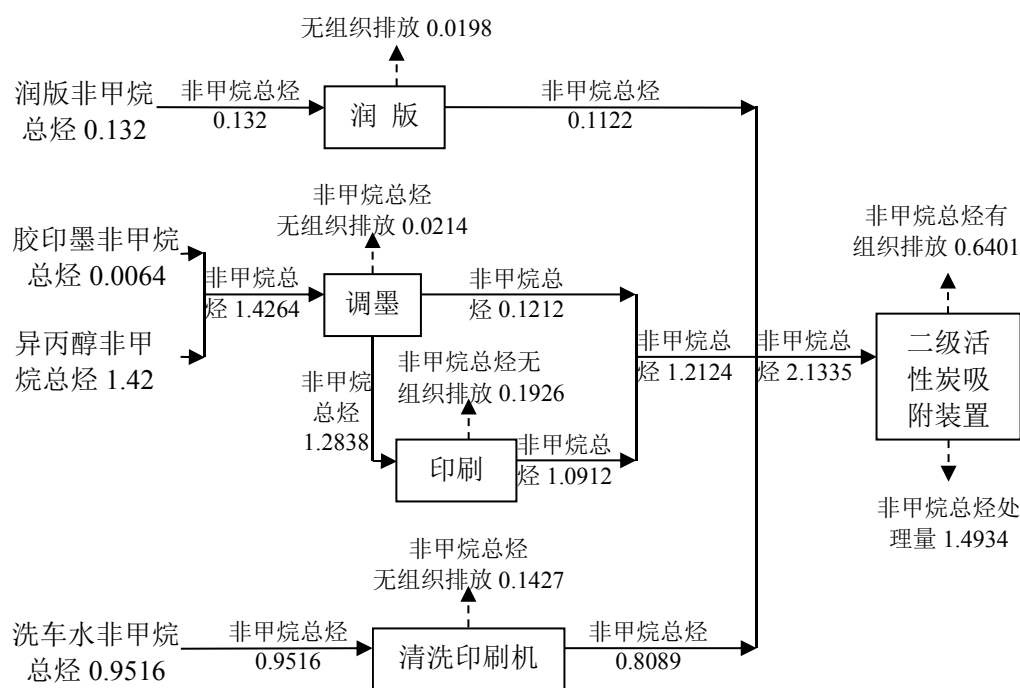 无组织排放 0.0198
润版非甲烷
总烃 0.132
非甲烷总烃
0.132
润 版
非甲烷总烃
0.1122
非甲烷总烃
无组织排放 0.0214
胶印墨非甲烷
总烃 0.0064
异丙醇非甲
烷总烃 1.42
非甲烷总
烃 1.4264
调墨
非甲烷总
烃 0.1212
非甲烷总烃有
组织排放 0.6401
非甲烷
总烃
1.2838
非甲烷总烃无
组织排放 0.1926
印刷
非甲烷总
烃 1.0912
非甲烷总
烃 1.2124
非甲烷总
烃 2.1335
二级活
性炭吸
附装置
非甲烷总烃处
理量 1.4934
非甲烷总烃
无组织排放 0.1427
洗车水非甲烷
总烃 0.9516
非甲烷总烃
0.9516
清洗印刷机
非甲烷总烃
0.8089